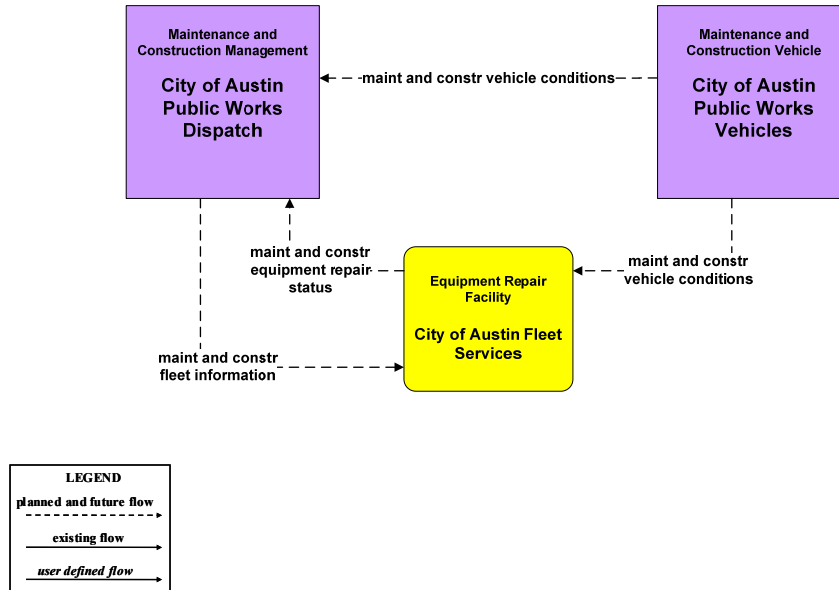 Maintenance and
Construction Management
City of Austin
Public Works
Dispatch
maint and constr vehicle conditions
Maintenance and
Construction Vehicle
City of Austin
Public Works
Vehicles
maint and constr
equipment repair
status
Equipment Repair
Facility
City of Austin Fleet
Services
maint and constr
vehicle conditions
maint and constr
fleet information
LEGEND
planned and future flow
existing flow
user defined flow